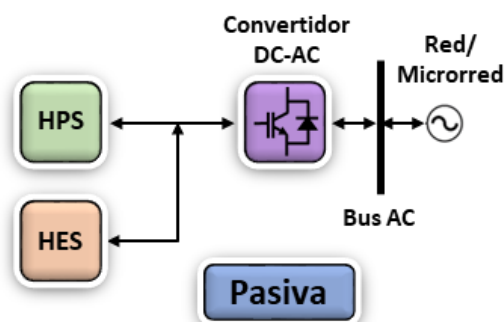 Convertidor
DC-AC
Red/
Microrred
HPS
HES
Bus AC
Pasiva